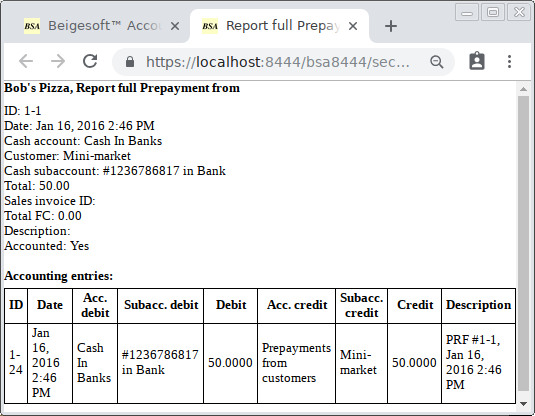 BSA Beigesoft™ Accou
BSA Report full Prepay
https://localhost:8444/bsa8444/sec...
Bob's Pizza, Report full Prepayment from
ID: 1-1
Date: Jan 16, 2016 2:46 PM
Cash account: Cash In Banks
Customer: Mini-market
Cash subaccount: #1236786817 in Bank
Total: 50.00
Sales invoice ID:
Total FC: 0.00
Description:
Accounted: Yes
Accounting entries:
ID Date Acc. debit Subacc. debit Debit Acc. credit Subacc. credit Credit Description
1-24 Jan 16, 2016 2:46 PM Cash In Banks #1236786817 in Bank 50.0000 Prepayments from customers Mini-market 50.0000 PRF #1-1, Jan 16, 2016 2:46 PM